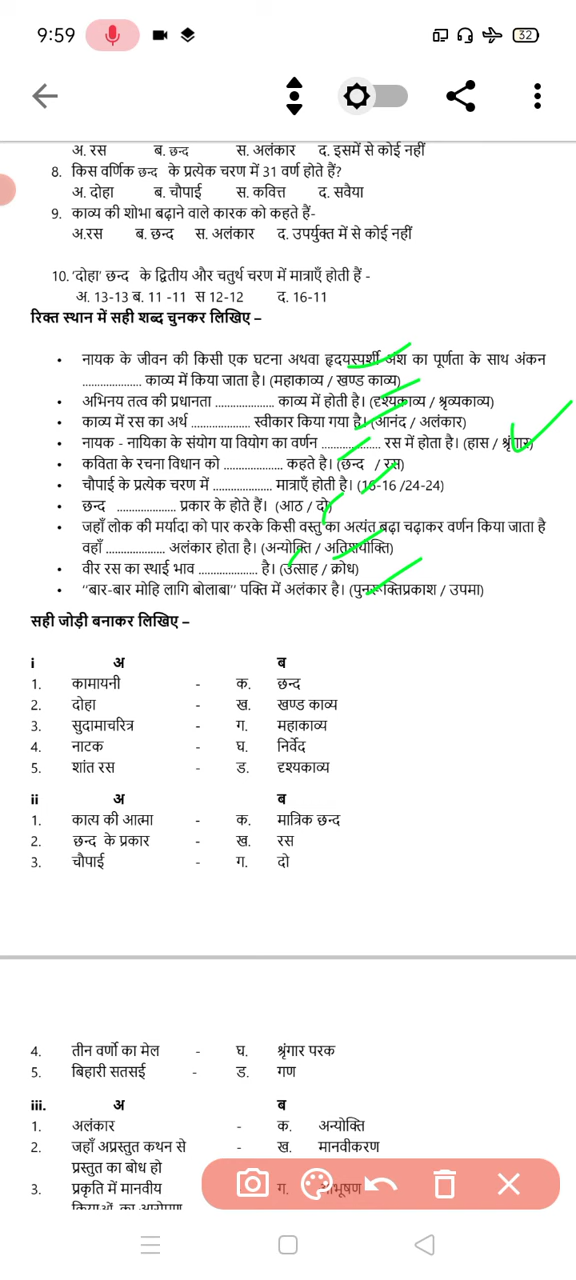 9:59
32
अ. रस ब. छन्द स. अलंकार द. इसमें से कोई नहीं
8. किस वर्णिक छन्द के प्रत्येक चरण में 31 वर्ण होते हैं?
अ. दोहा ब. चौपाई स. कवित्त द. सवैया
9. काव्य की शोभा बढ़ाने वाले कारक को कहते हैं-
अ.रस ब. छन्द स. अलंकार द. उपर्युक्त में से कोई नहीं
10. 'दोहा' छन्द के द्वितीय और चतुर्थ चरण में मात्राएँ होती हैं -
अ. 13-13 ब. 11 -11 स 12-12 द. 16-11
रिक्त स्थान में सही शब्द चुनकर लिखिए –
• नायक के जीवन की किसी एक घटना अथवा हृदयस्पर्शी अंश का पूर्णता के साथ अंकन
................... काव्य में किया जाता है। (महाकाव्य / खण्ड काव्य)
• अभिनय तत्व की प्रधानता ................... काव्य में होती है। (दृश्यकाव्य / श्रृव्यकाव्य)
• काव्य में रस का अर्थ ................... स्वीकार किया गया है। (आनंद / अलंकार)
• नायक - नायिका के संयोग या वियोग का वर्णन ................... रस में होता है। (हास / श्रृंगार)
• कविता के रचना विधान को ................... कहते है। (छन्द / रस)
• चौपाई के प्रत्येक चरण में ................... मात्राएँ होती है। (16-16 /24-24)
• छन्द ................... प्रकार के होते हैं। (आठ / दो)
• जहाँ लोक की मर्यादा को पार करके किसी वस्तु का अत्यंत बढ़ा चढ़ाकर वर्णन किया जाता है
वहाँ ................... अलंकार होता है। (अन्योक्ति / अतिशयोक्ति)
• वीर रस का स्थाई भाव ................... है। (उत्साह / क्रोध)
• ‘‘बार-बार मोहि लागि बोलाबा’’ पक्ति में अलंकार है। (पुनरूक्तिप्रकाश / उपमा)
सही जोड़ी बनाकर लिखिए –
i अ ब
1. कामायनी - क. छन्द
2. दोहा - ख. खण्ड काव्य
3. सुदामाचरित्र - ग. महाकाव्य
4. नाटक - घ. निर्वेद
5. शांत रस - ड. दृश्यकाव्य
ii अ ब
1. काव्य की आत्मा - क. मात्रिक छन्द
2. छन्द के प्रकार - ख. रस
3. चौपाई - ग. दो
4. तीन वर्णो का मेल - घ. श्रृंगार परक
5. बिहारी सतसई - ड. गण
iii. अ ब
1. अलंकार - क. अन्योक्ति
2. जहाँ अप्रस्तुत कथन से - ख. मानवीकरण
प्रस्तुत का बोध हो
3. प्रकृति में मानवीय ग. आभूषण
क्रियाओं का आरोपण